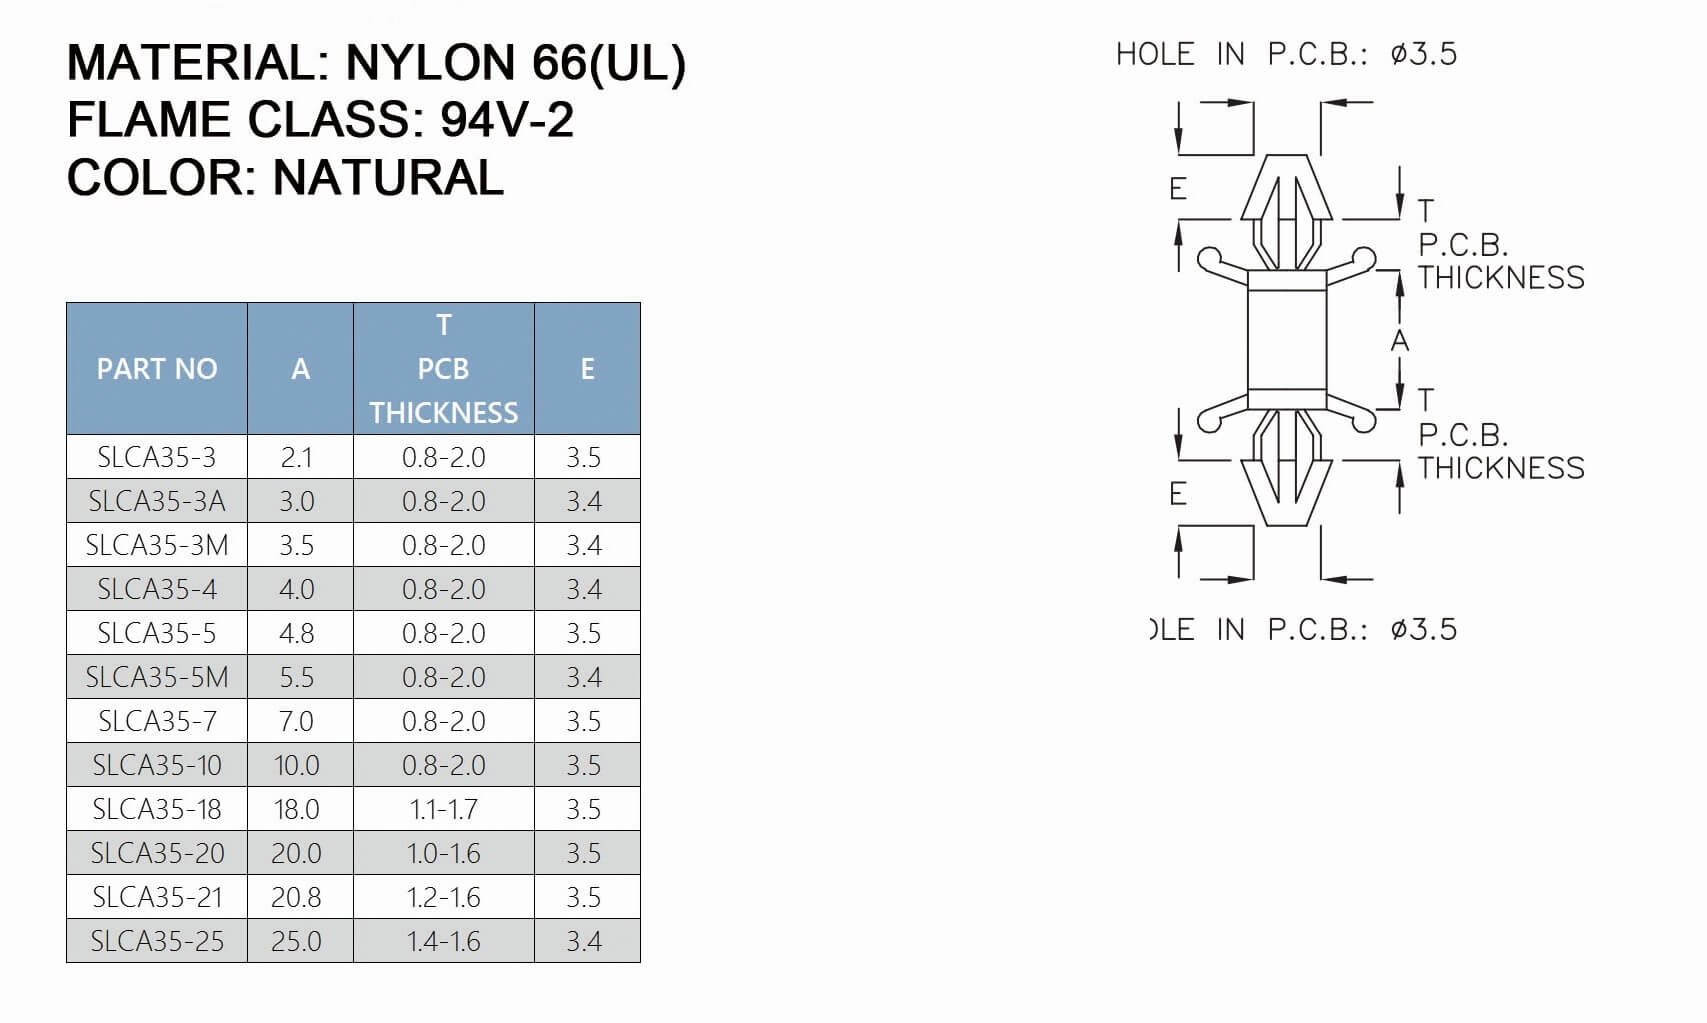 MATERIAL: NYLON 66(UL)
FLAME CLASS: 94V-2
COLOR: NATURAL
PART NO A T PCB THICKNESS E
SLCA35-3 2.1 0.8-2.0 3.5
SLCA35-3A 3.0 0.8-2.0 3.4
SLCA35-3M 3.5 0.8-2.0 3.4
SLCA35-4 4.0 0.8-2.0 3.4
SLCA35-5 4.8 0.8-2.0 3.5
SLCA35-5M 5.5 0.8-2.0 3.4
SLCA35-7 7.0 0.8-2.0 3.5
SLCA35-10 10.0 0.8-2.0 3.5
SLCA35-18 18.0 1.1-1.7 3.5
SLCA35-20 20.0 1.0-1.6 3.5
SLCA35-21 20.8 1.2-1.6 3.5
SLCA35-25 25.0 1.4-1.6 3.4
HOLE IN P.C.B.: ø3.5
E
T
P.C.B.
THICKNESS
A
T
P.C.B.
THICKNESS
E
OLE IN P.C.B.: ø3.5